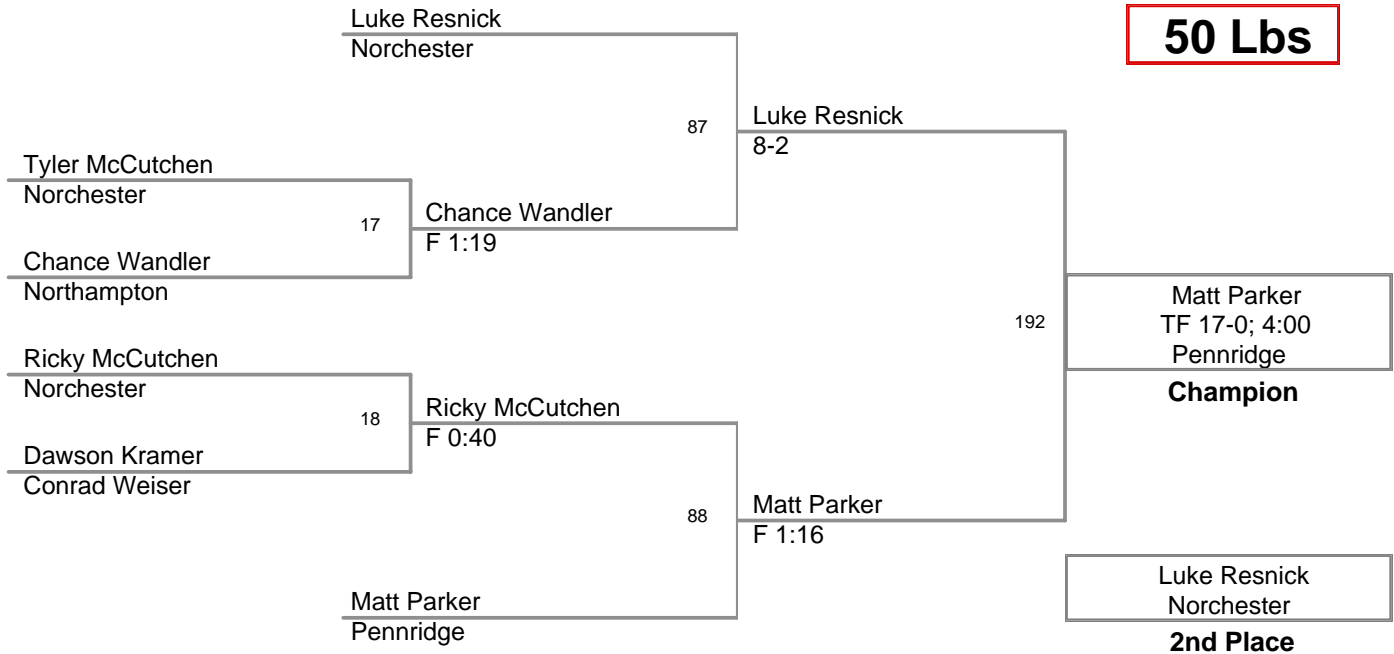 Luke Resnick
Norchester
50 Lbs
87
Luke Resnick
8-2
Tyler McCutchen
Norchester
17
Chance Wandler
F 1:19
Chance Wandler
Northampton
192
Matt Parker
TF 17-0; 4:00
Pennridge
Champion
Ricky McCutchen
Norchester
18
Ricky McCutchen
F 0:40
Dawson Kramer
Conrad Weiser
88
Matt Parker
F 1:16
Matt Parker
Pennridge
Luke Resnick
Norchester
2nd Place